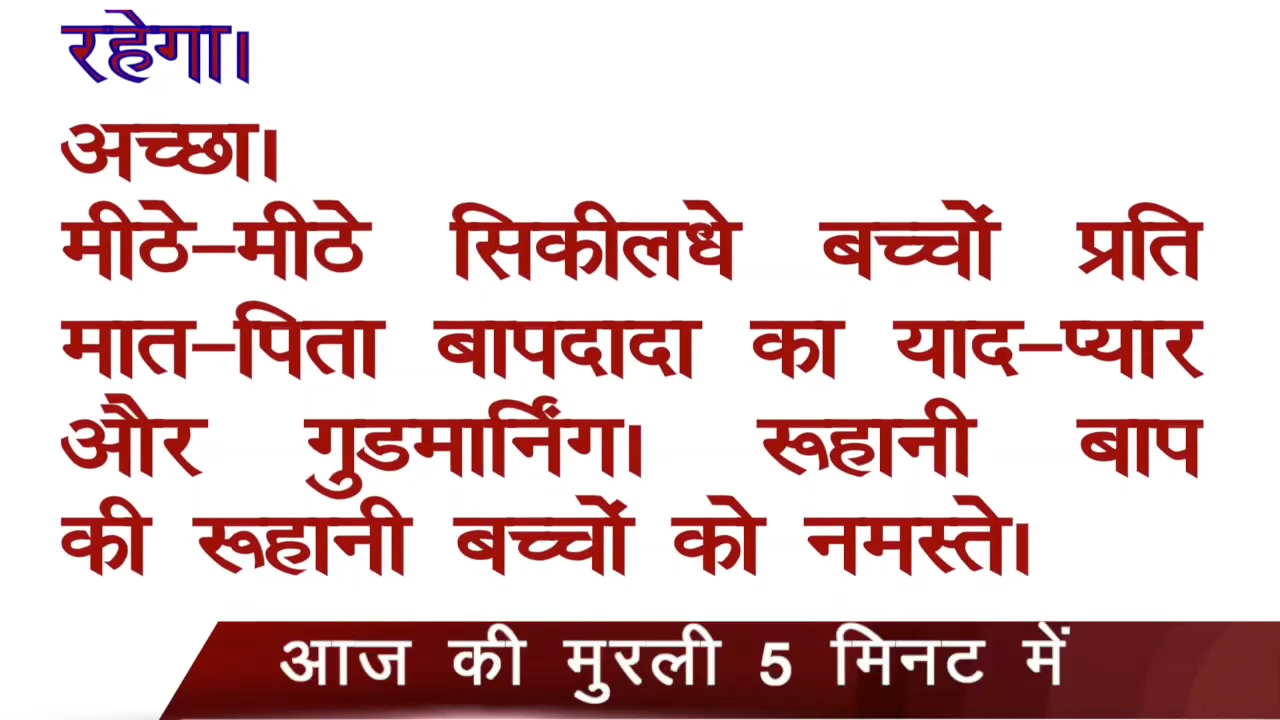 रहेगा।
अच्छा।
मीठे–मीठे सिकीलधे बच्चों प्रति
मात–पिता बापदादा का याद–प्यार
और गुडमार्निंग। रूहानी बाप
की रूहानी बच्चों को नमस्ते।
आज की मुरली 5 मिनट में